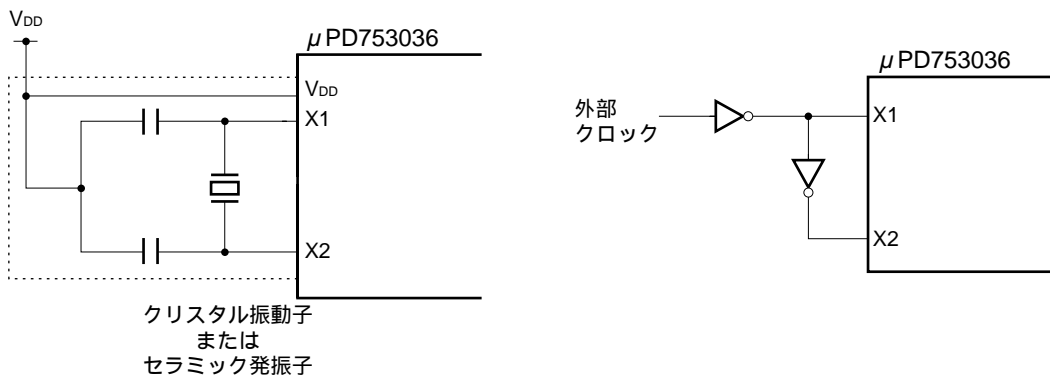 VDD
μPD753036
VDD
X1
X2
クリスタル振動子
または
セラミック発振子
μPD753036
外部
クロック
X1
X2